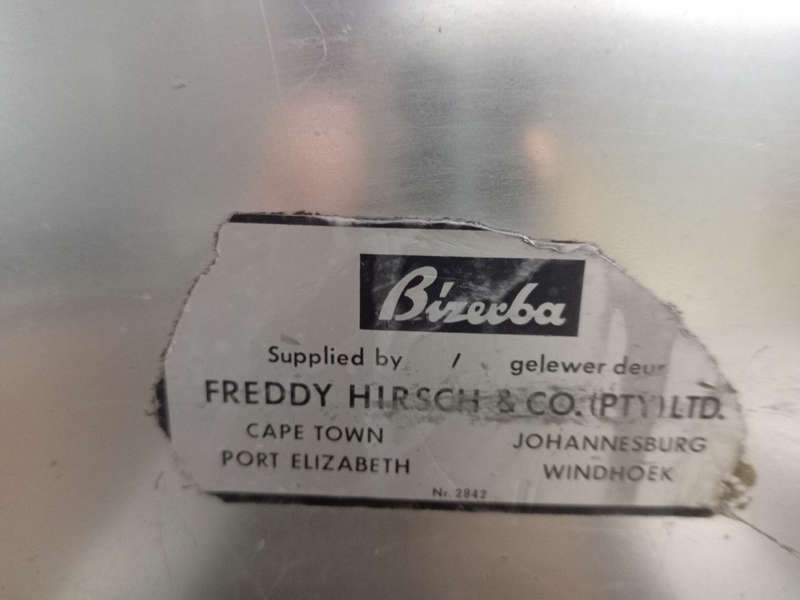 Bizerba
Supplied by / gelewer deur
FREDDY HIRSCH & CO. (PTY) LTD.
CAPE TOWN JOHANNESBURG
PORT ELIZABETH WINDHOEK
Nr. 2842